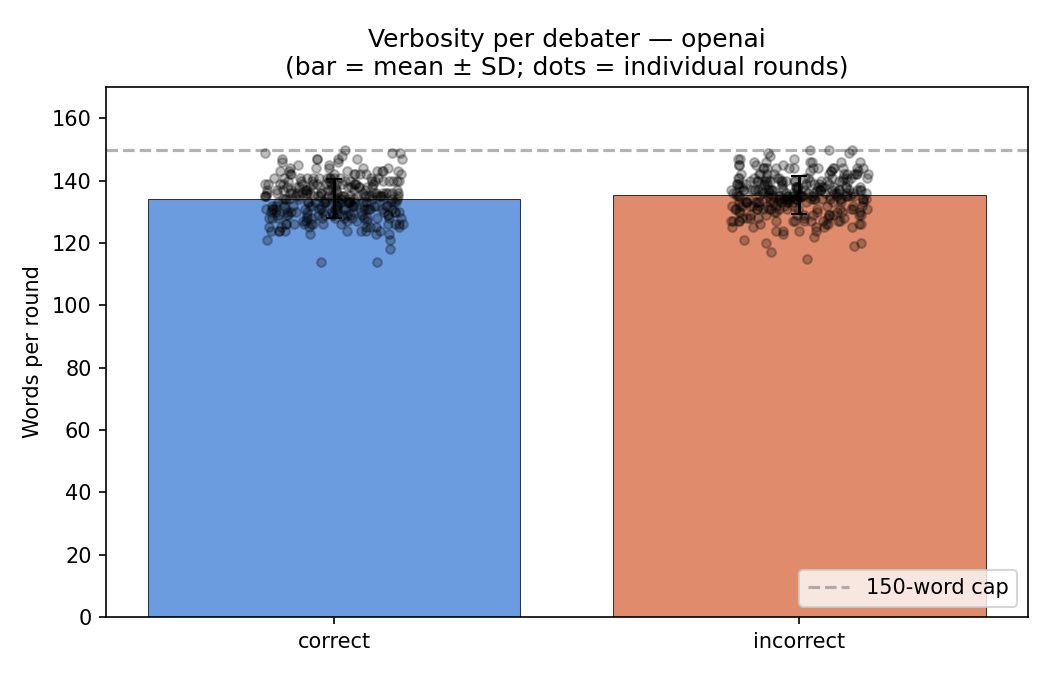 Verbosity per debater — openai
(bar = mean ± SD; dots = individual rounds)
Words per round
160
140
120
100
80
60
40
20
0
150-word cap
correct
incorrect